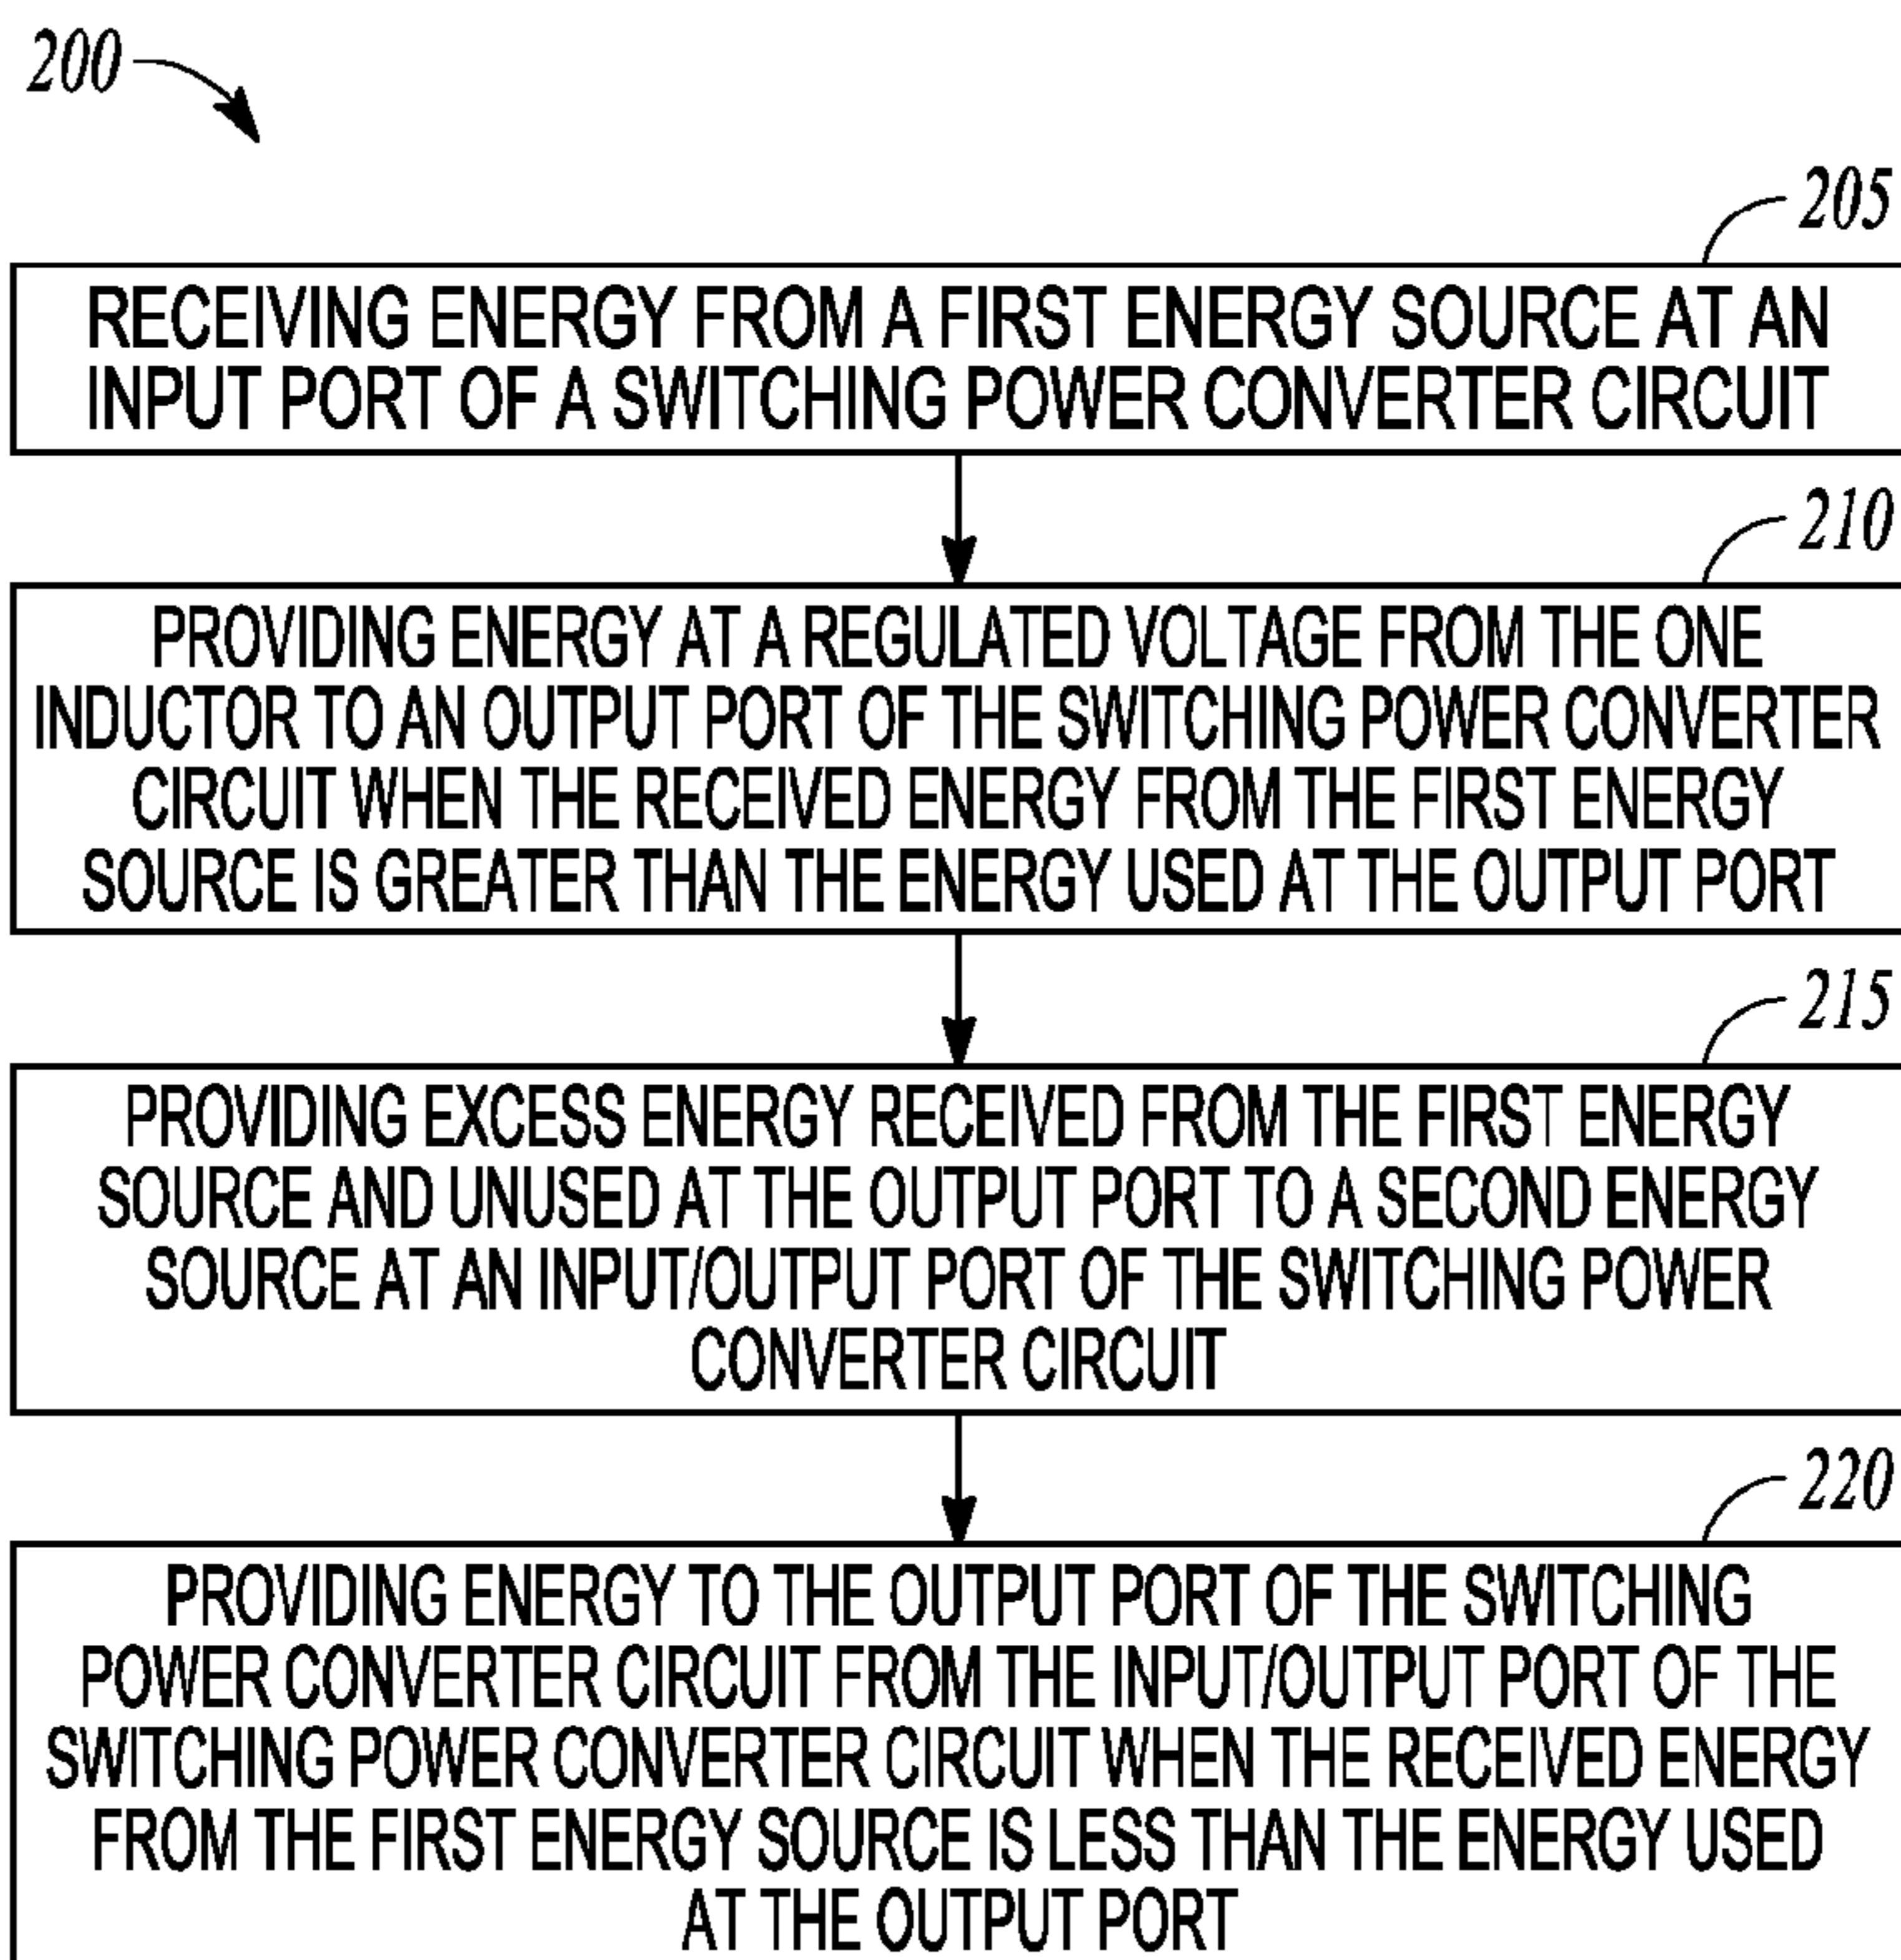 200
205
RECEIVING ENERGY FROM A FIRST ENERGY SOURCE AT AN
INPUT PORT OF A SWITCHING POWER CONVERTER CIRCUIT
210
PROVIDING ENERGY AT A REGULATED VOLTAGE FROM THE ONE
INDUCTOR TO AN OUTPUT PORT OF THE SWITCHING POWER CONVERTER
CIRCUIT WHEN THE RECEIVED ENERGY FROM THE FIRST ENERGY
SOURCE IS GREATER THAN THE ENERGY USED AT THE OUTPUT PORT
215
PROVIDING EXCESS ENERGY RECEIVED FROM THE FIRST ENERGY
SOURCE AND UNUSED AT THE OUTPUT PORT TO A SECOND ENERGY
SOURCE AT AN INPUT/OUTPUT PORT OF THE SWITCHING POWER
CONVERTER CIRCUIT
220
PROVIDING ENERGY TO THE OUTPUT PORT OF THE SWITCHING
POWER CONVERTER CIRCUIT FROM THE INPUT/OUTPUT PORT OF THE
SWITCHING POWER CONVERTER CIRCUIT WHEN THE RECEIVED ENERGY
FROM THE FIRST ENERGY SOURCE IS LESS THAN THE ENERGY USED
AT THE OUTPUT PORT